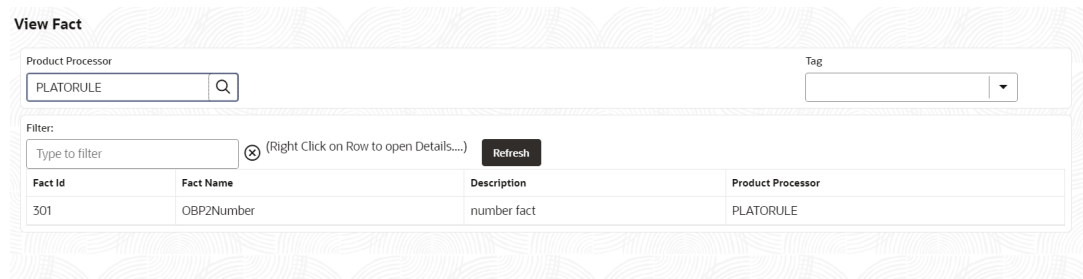 View Fact
Product Processor Tag
PLATORULE
Filter:
Type to filter (Right Click on Row to open Details....) Refresh
Fact Id Fact Name Description Product Processor
301 OBP2Number number fact PLATORULE